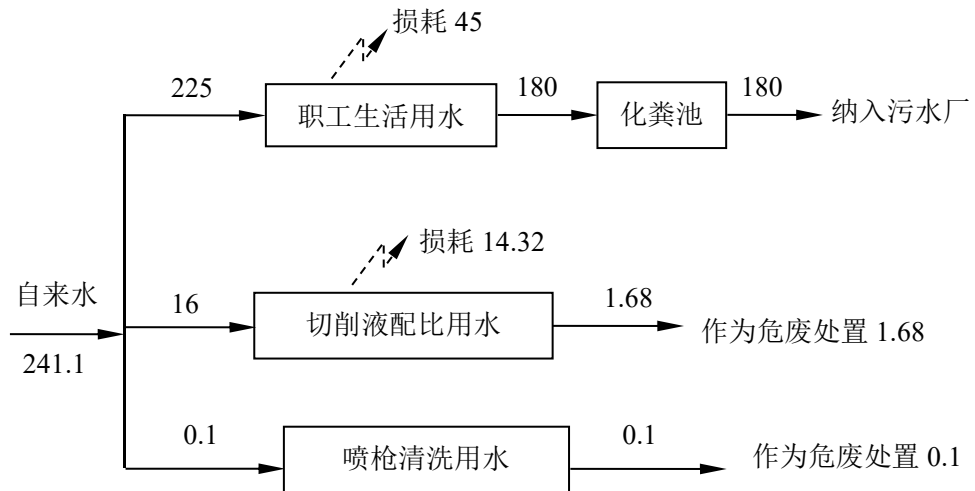 损耗 45
225
职工生活用水
180
化粪池
180
纳入污水厂
损耗 14.32
自来水
241.1
16
切削液配比用水
1.68
作为危废处置 1.68
0.1
喷枪清洗用水
0.1
作为危废处置 0.1